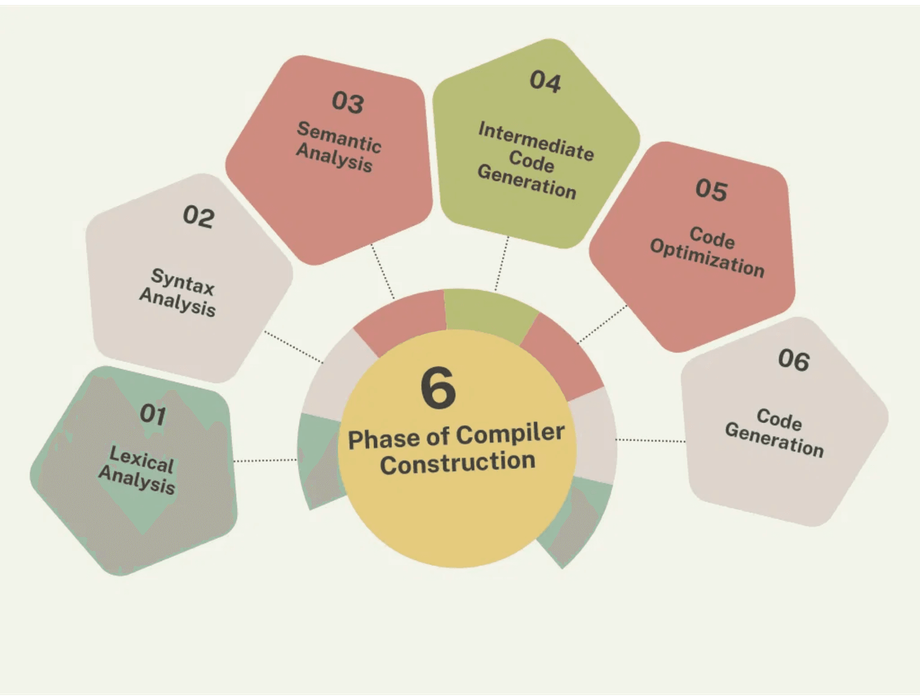 6
Phase of Compiler
Construction
01
Lexical
Analysis
02
Syntax
Analysis
03
Semantic
Analysis
04
Intermediate
Code
Generation
05
Code
Optimization
06
Code
Generation